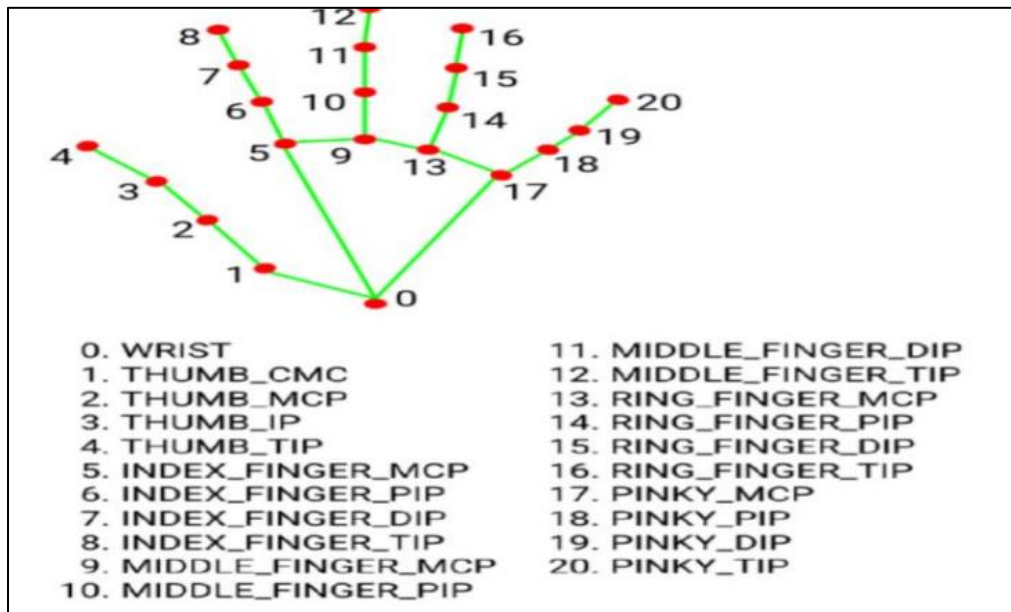 12
8
16
11
7
15
10
6
14
20
5
9
19
4
13
18
3
17
2
1
0
0. WRIST
1. THUMB_CMC
2. THUMB_MCP
3. THUMB_IP
4. THUMB_TIP
5. INDEX_FINGER_MCP
6. INDEX_FINGER_PIP
7. INDEX_FINGER_DIP
8. INDEX_FINGER_TIP
9. MIDDLE_FINGER_MCP
10. MIDDLE_FINGER_PIP
11. MIDDLE_FINGER_DIP
12. MIDDLE_FINGER_TIP
13. RING_FINGER_MCP
14. RING_FINGER_PIP
15. RING_FINGER_DIP
16. RING_FINGER_TIP
17. PINKY_MCP
18. PINKY_PIP
19. PINKY_DIP
20. PINKY_TIP